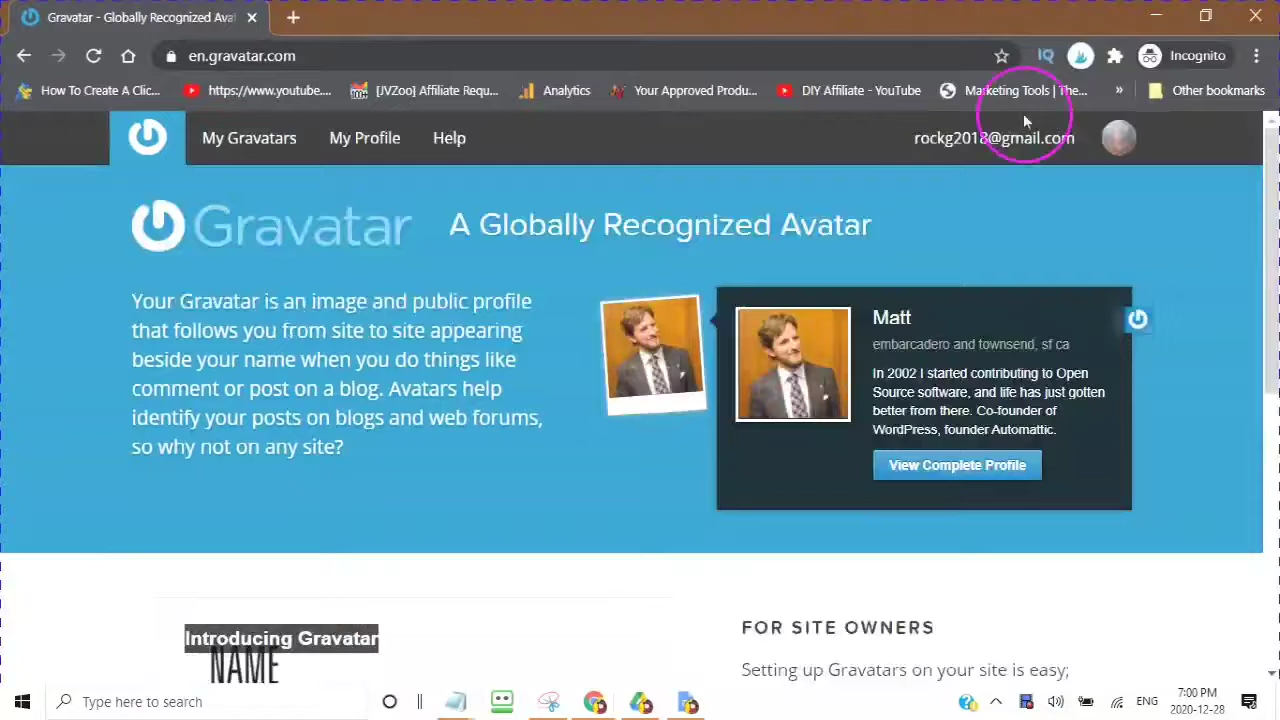 Gravatar - Globally Recognized Ava
en.gravatar.com
Incognito
How To Create A Clic...
https://www.youtube....
[JVZoo] Affiliate Requ...
Analytics
Your Approved Produ...
DIY Affiliate - YouTube
Marketing Tools | The...
»
Other bookmarks
My Gravatars
My Profile
Help
rockg2018@gmail.com
Gravatar
A Globally Recognized Avatar
Your Gravatar is an image and public profile
that follows you from site to site appearing
beside your name when you do things like
comment or post on a blog. Avatars help
identify your posts on blogs and web forums,
so why not on any site?
Matt
embarcadero and townsend, sf ca
In 2002 I started contributing to Open
Source software, and life has just gotten
better from there. Co-founder of
WordPress, founder Automattic.
View Complete Profile
Introducing Gravatar
NAME
FOR SITE OWNERS
Setting up Gravatars on your site is easy;
Type here to search
ENG
7:00 PM
2020-12-28